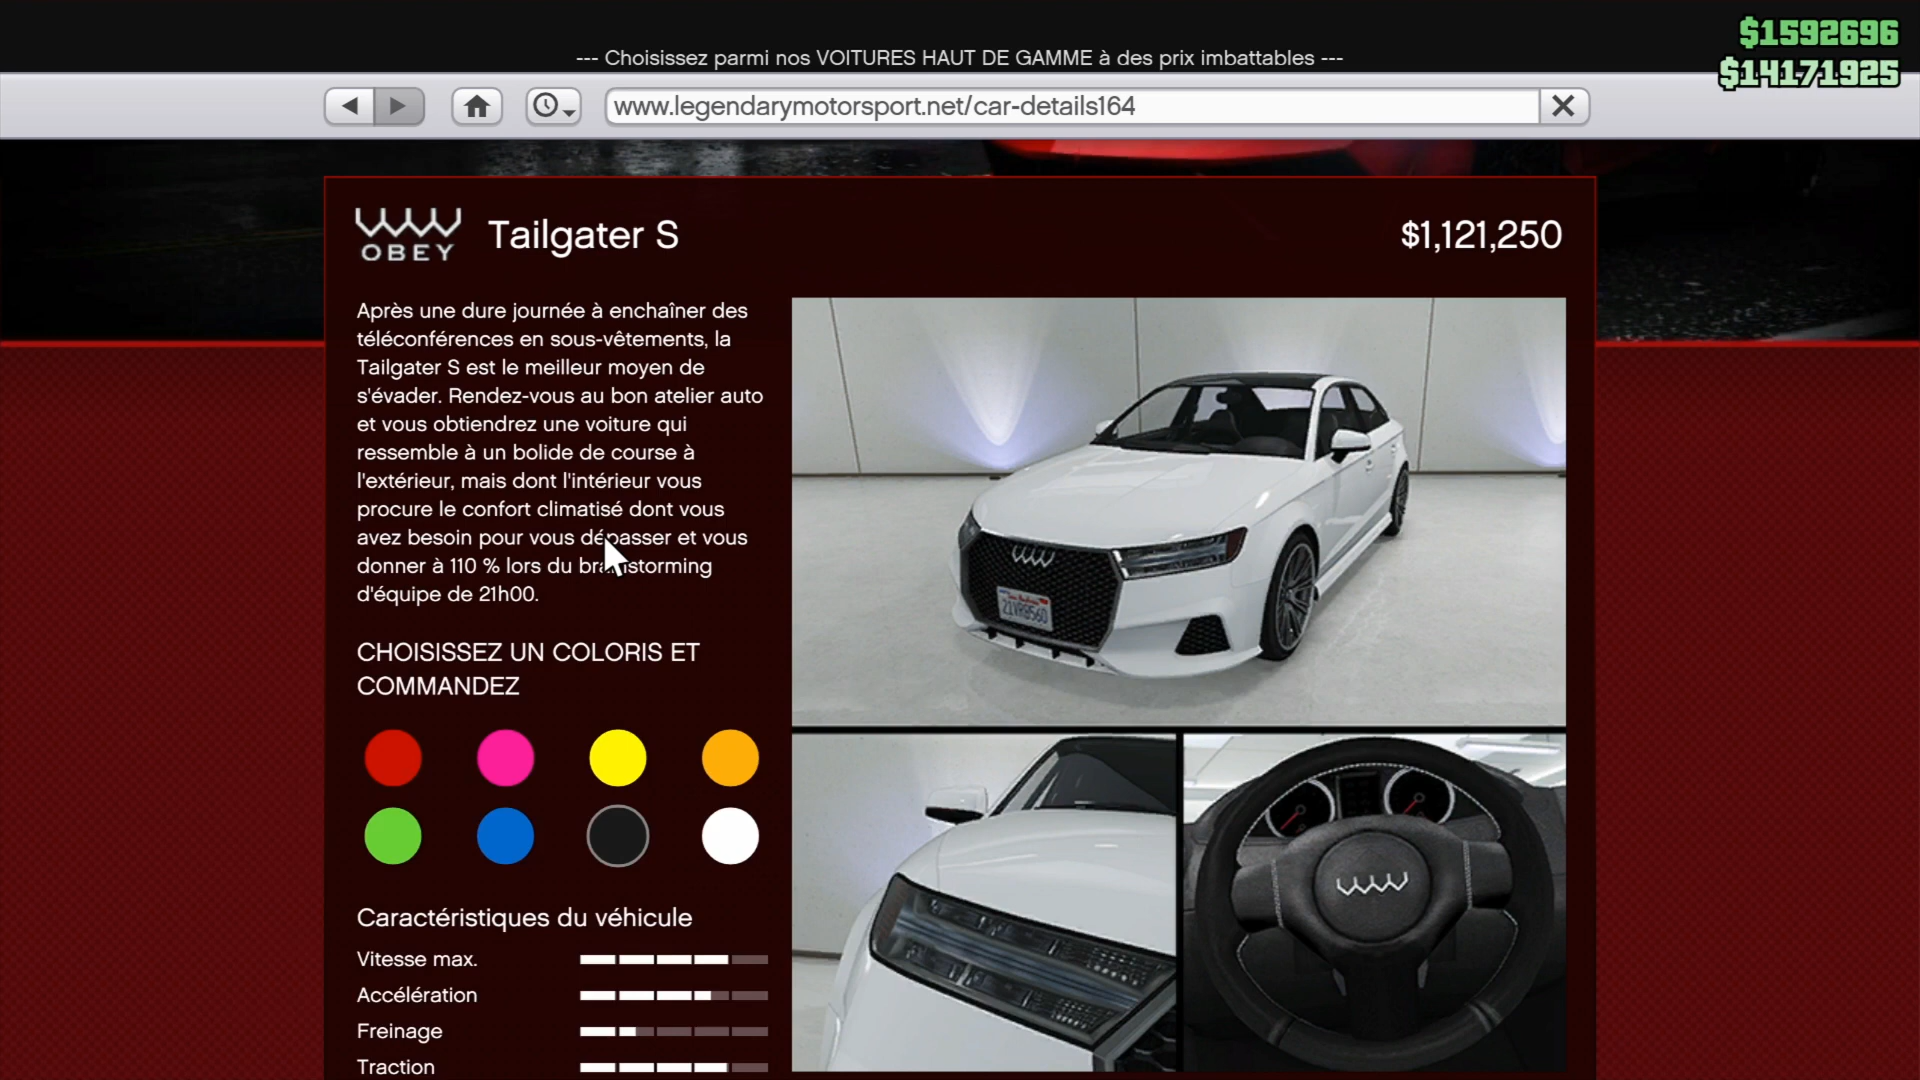 $1592696
--- Choisissez parmi nos VOITURES HAUT DE GAMME à des prix imbattables ---
$14171925
www.legendarymotorsport.net/car-details164
OBEY
Tailgater S
$1,121,250
Après une dure journée à enchaîner des
téléconférences en sous-vêtements, la
Tailgater S est le meilleur moyen de
s'évader. Rendez-vous au bon atelier auto
et vous obtiendrez une voiture qui
ressemble à un bolide de course à
l'extérieur, mais dont l'intérieur vous
procure le confort climatisé dont vous
avez besoin pour vous dépasser et vous
donner à 110 % lors du brainstorming
d'équipe de 21h00.
CHOISISSEZ UN COLORIS ET
COMMANDEZ
Caractéristiques du véhicule
Vitesse max.
Accélération
Freinage
Traction